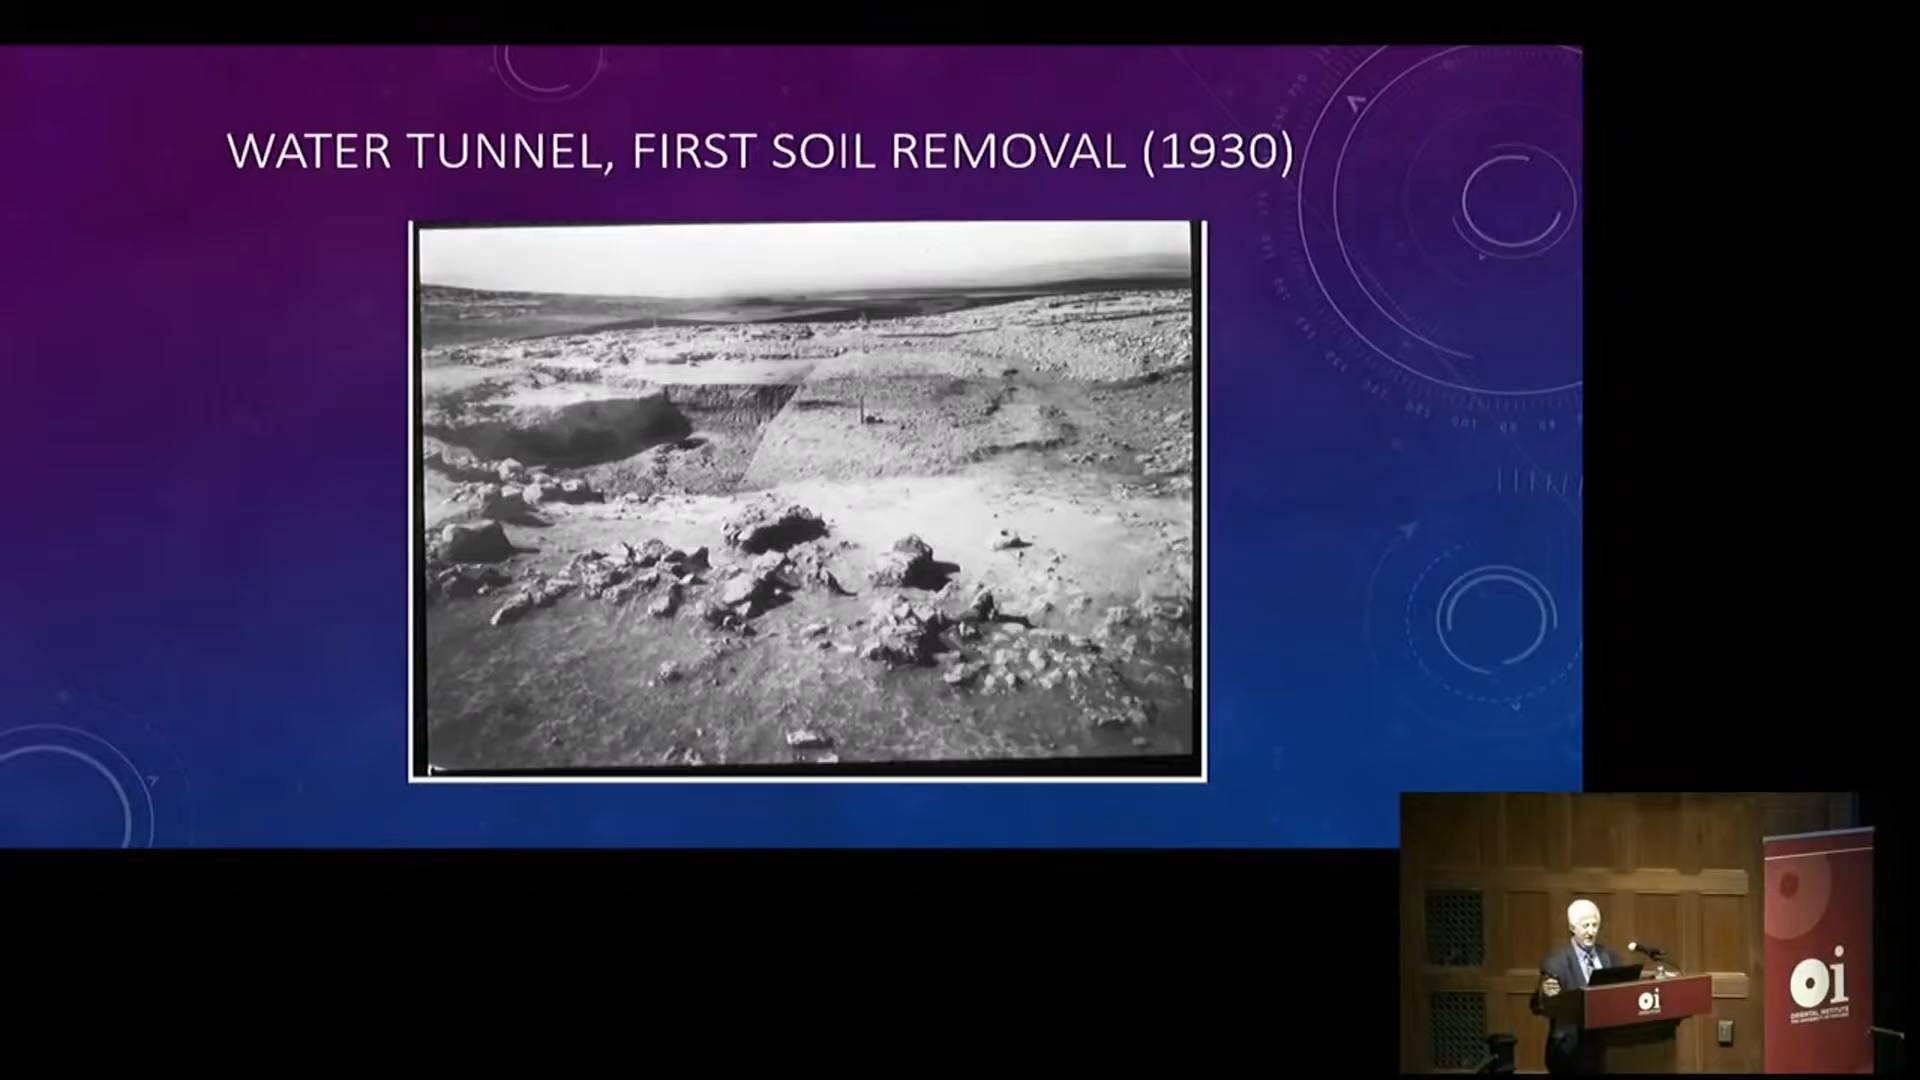 WATER TUNNEL, FIRST SOIL REMOVAL (1930)
oi
oi
ORIENTAL INSTITUTE